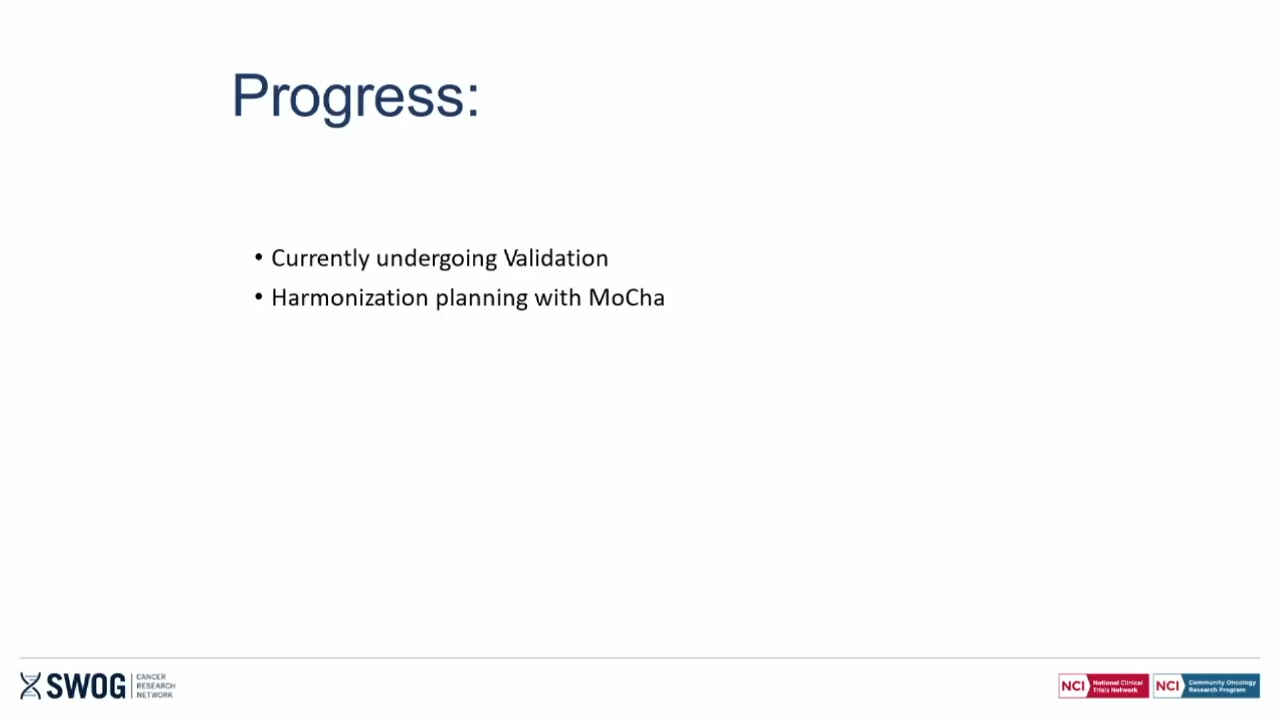 Progress:
• Currently undergoing Validation
• Harmonization planning with MoCha
SWOG CANCER
RESEARCH
NETWORK
NCI National Clinical
Trials Network
NCI Community Oncology
Research Program